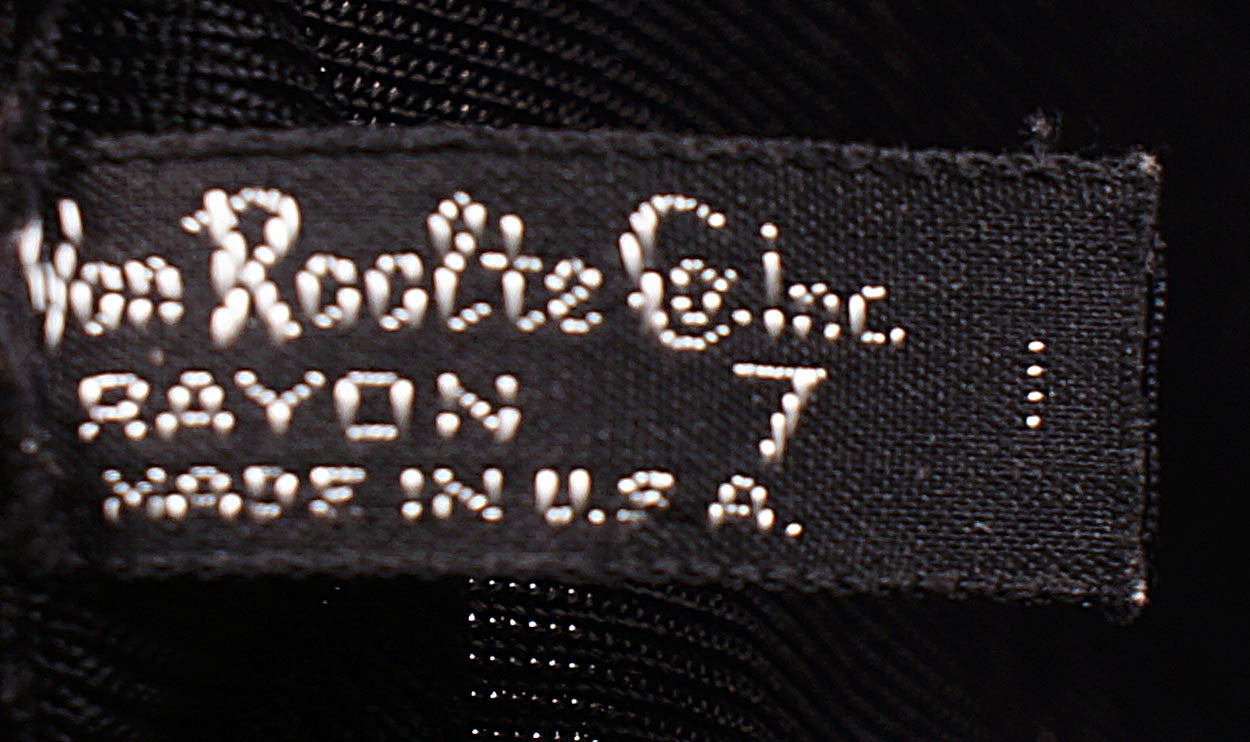 Van Raalte Co. inc.
RAYON 7
MADE IN U.S.A.